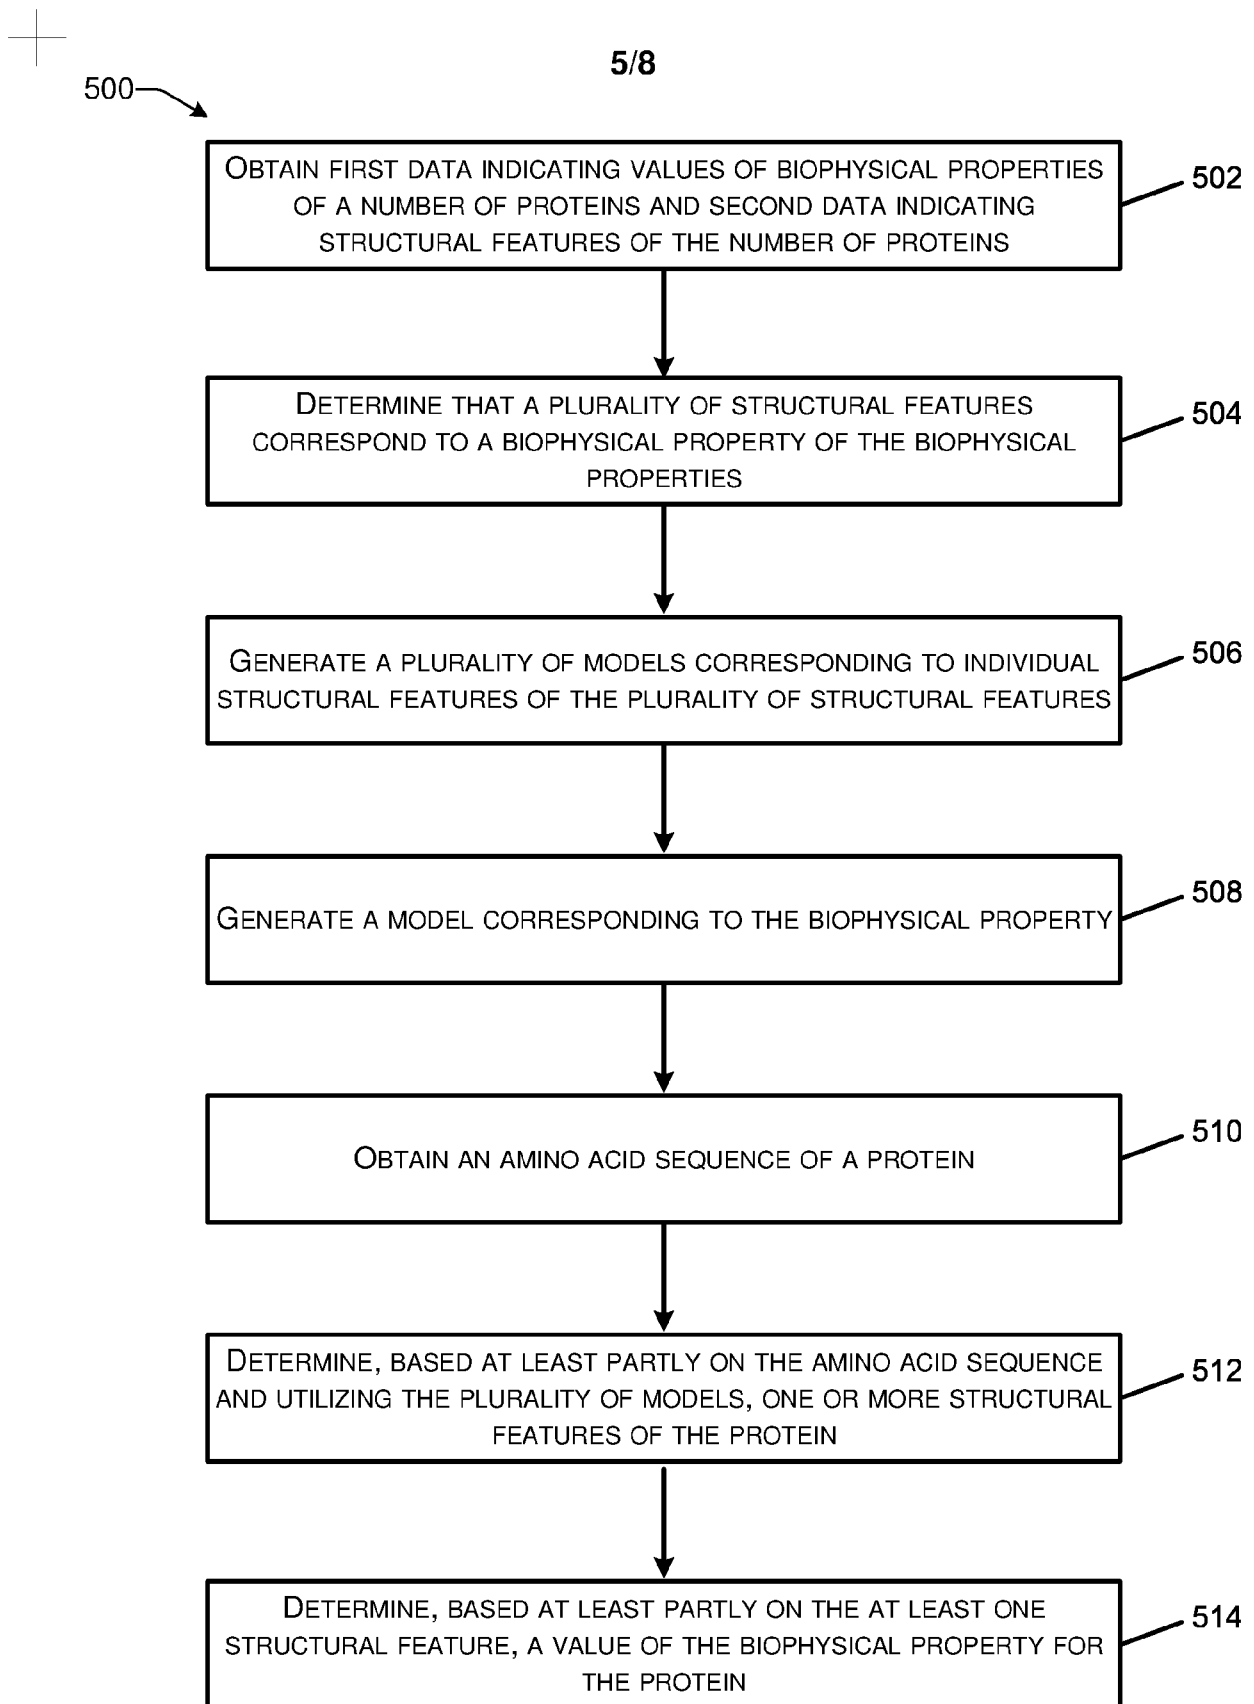 5/8
500
OBTAIN FIRST DATA INDICATING VALUES OF BIOPHYSICAL PROPERTIES
OF A NUMBER OF PROTEINS AND SECOND DATA INDICATING
STRUCTURAL FEATURES OF THE NUMBER OF PROTEINS
502
DETERMINE THAT A PLURALITY OF STRUCTURAL FEATURES
CORRESPOND TO A BIOPHYSICAL PROPERTY OF THE BIOPHYSICAL
PROPERTIES
504
GENERATE A PLURALITY OF MODELS CORRESPONDING TO INDIVIDUAL
STRUCTURAL FEATURES OF THE PLURALITY OF STRUCTURAL FEATURES
506
GENERATE A MODEL CORRESPONDING TO THE BIOPHYSICAL PROPERTY
508
OBTAIN AN AMINO ACID SEQUENCE OF A PROTEIN
510
DETERMINE, BASED AT LEAST PARTLY ON THE AMINO ACID SEQUENCE
AND UTILIZING THE PLURALITY OF MODELS, ONE OR MORE STRUCTURAL
FEATURES OF THE PROTEIN
512
DETERMINE, BASED AT LEAST PARTLY ON THE AT LEAST ONE
STRUCTURAL FEATURE, A VALUE OF THE BIOPHYSICAL PROPERTY FOR
THE PROTEIN
514